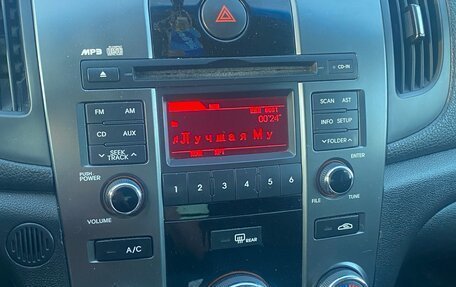 MP3
CD-IN
FM AM
CD AUX
SEEK
TRACK
SCAN AST
INFO SETUP
FOLDER
00'24"
Лучшая Му
PUSH
POWER
VOLUME
1 2 3 4 5 6
ENTER
FILE TUNE
A/C
REAR